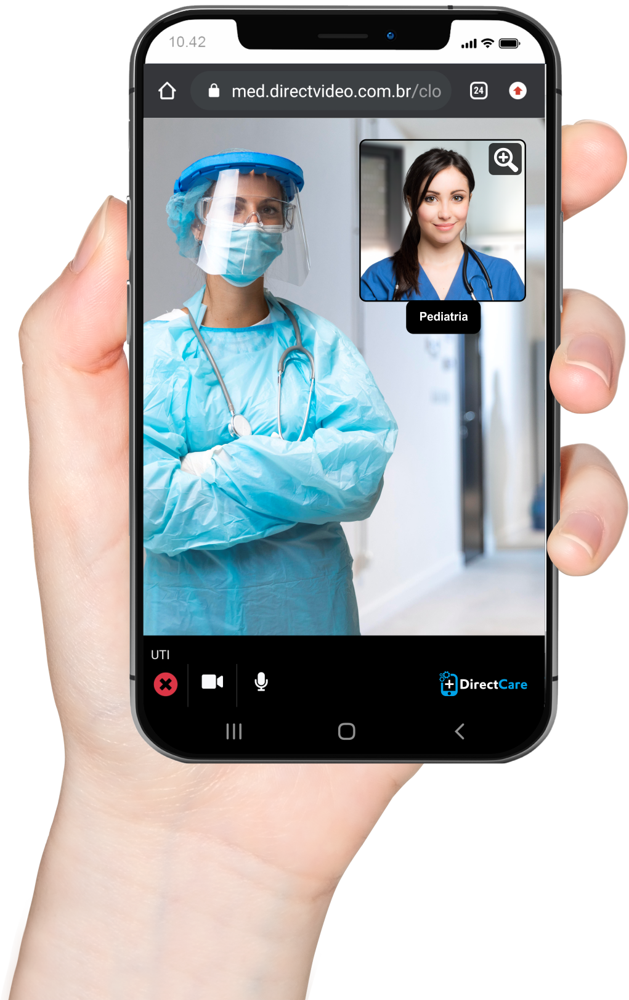 10.42
med.directvideo.com.br/clo
24
Pediatria
UTI
DirectCare